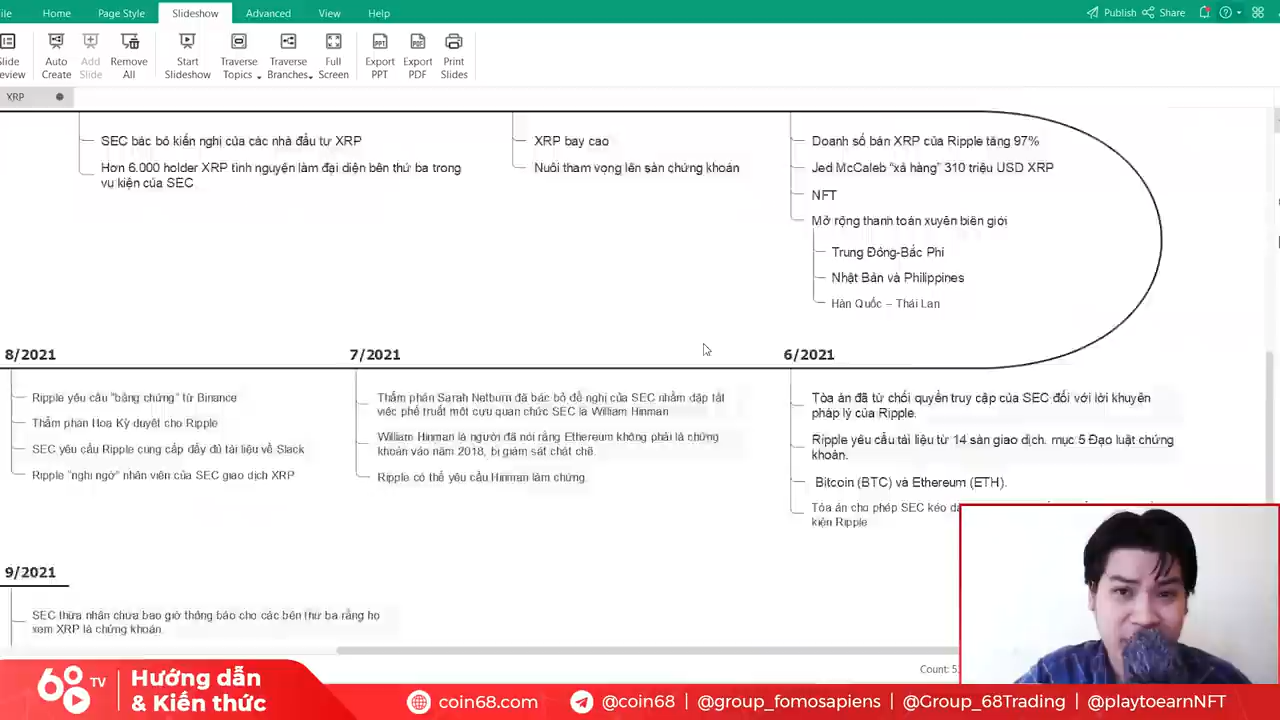 ile Home Page Style Slideshow Advanced View Help Publish Share
Slide
eview
Auto
Create
Add
Slide
Remove
All
Start
Slideshow
Traverse
Topics
Traverse
Branches
Full
Screen
Export
PPT
Export
PDF
Print
Slides
XRP
SEC bác bỏ kiến nghị của các nhà đầu tư XRP
Hơn 6.000 holder XRP tình nguyện làm đại diện bên thứ ba trong
vụ kiện của SEC
XRP bay cao
Nuôi tham vọng lên sàn chứng khoán
Doanh số bán XRP của Ripple tăng 97%
Jed McCaleb “xả hàng” 310 triệu USD XRP
NFT
Mở rộng thanh toán xuyên biên giới
Trung Đông-Bắc Phi
Nhật Bản và Philippines
Hàn Quốc – Thái Lan
8/2021
Ripple yêu cầu “bằng chứng” từ Binance
Thẩm phán Hoa Kỳ duyệt cho Ripple
SEC yêu cầu Ripple cung cấp đầy đủ tài liệu về Slack
Ripple “nghi ngờ” nhân viên của SEC giao dịch XRP
7/2021
Thẩm phán Sarah Netburn đã bác bỏ đề nghị của SEC nhằm dập tắt
việc phế truất một cựu quan chức SEC là William Hinman
William Hinman là người đã nói rằng Ethereum không phải là chứng
khoán vào năm 2018, bị giám sát chặt chẽ.
Ripple có thể yêu cầu Hinman làm chứng.
6/2021
Tòa án đã từ chối quyền truy cập của SEC đối với lời khuyên
pháp lý của Ripple.
Ripple yêu cầu tài liệu từ 14 sàn giao dịch. mục 5 Đạo luật chứng
khoán.
Bitcoin (BTC) và Ethereum (ETH).
Tòa án cho phép SEC kéo
kiện Ripple
9/2021
SEC thừa nhận chưa bao giờ thông báo cho các bên thứ ba rằng họ
xem XRP là chứng khoán.
Count: 5
68 TV
Hướng dẫn
& Kiến thức
coin68.com @coin68 | @group_fomosapiens | @Group_68Trading | @playtoearnNFT